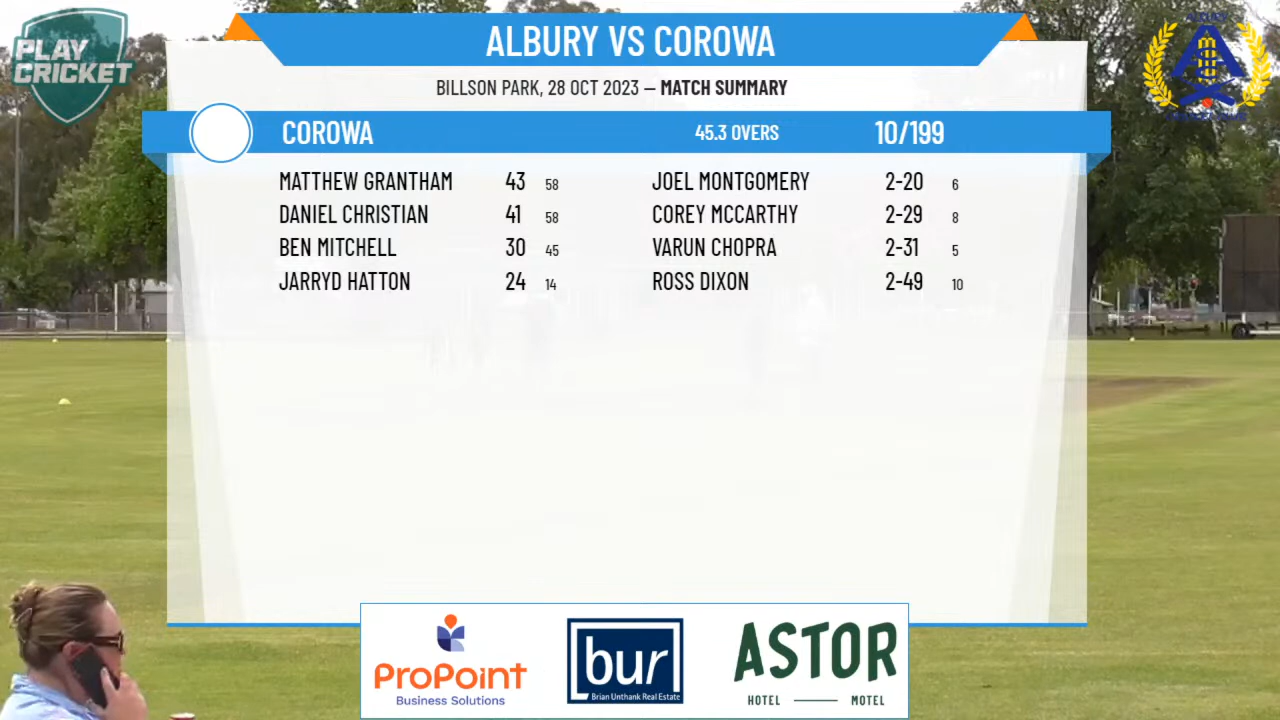 PLAY
CRICKET
ALBURY VS COROWA
BILLSON PARK, 28 OCT 2023 – MATCH SUMMARY
COROWA 45.3 OVERS 10/199
MATTHEW GRANTHAM 43 58 JOEL MONTGOMERY 2-20 6
DANIEL CHRISTIAN 41 58 COREY MCCARTHY 2-29 8
BEN MITCHELL 30 45 VARUN CHOPRA 2-31 5
JARRYD HATTON 24 14 ROSS DIXON 2-49 10
ProPoint
Business Solutions
bur
Brian Unthank Real Estate
ASTOR
HOTEL — MOTEL